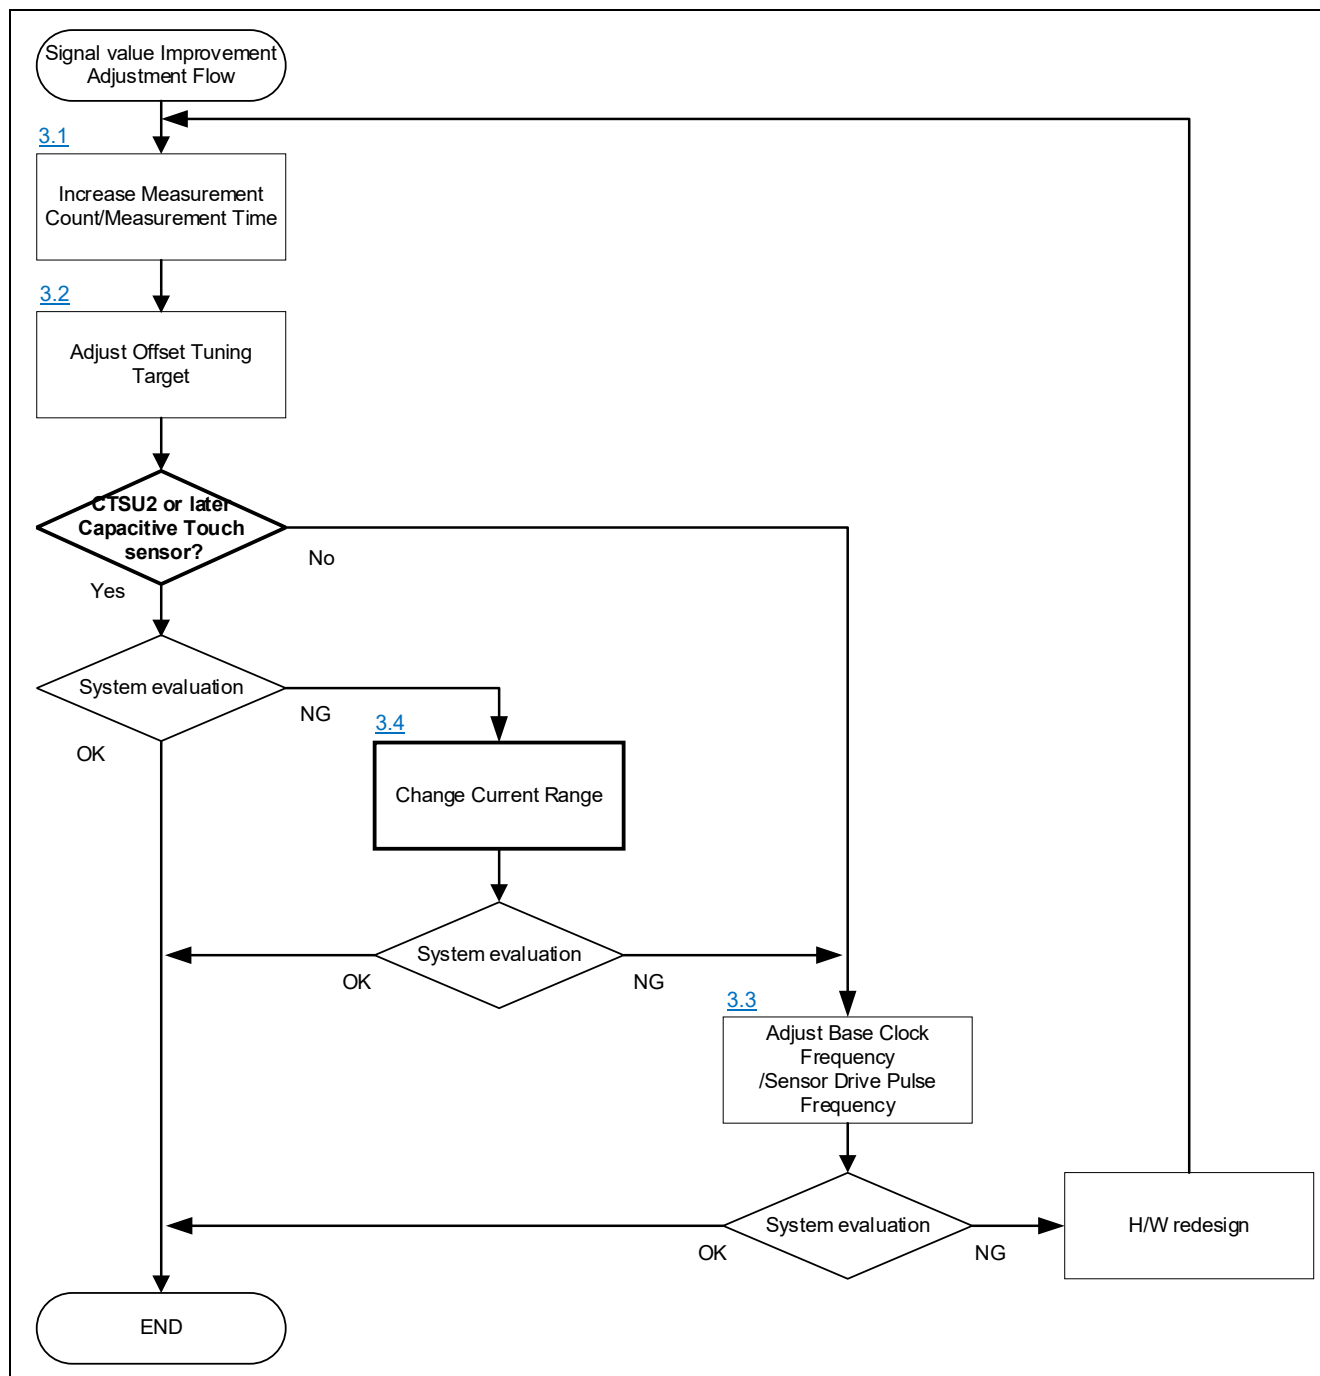 Signal value Improvement
Adjustment Flow
3.1
Increase Measurement
Count/Measurement Time
3.2
Adjust Offset Tuning
Target
CTSU2 or later
Capacitive Touch
sensor?
No
Yes
System evaluation
NG
OK
3.4
Change Current Range
System evaluation
OK
NG
3.3
Adjust Base Clock
Frequency
/Sensor Drive Pulse
Frequency
System evaluation
OK
NG
H/W redesign
END